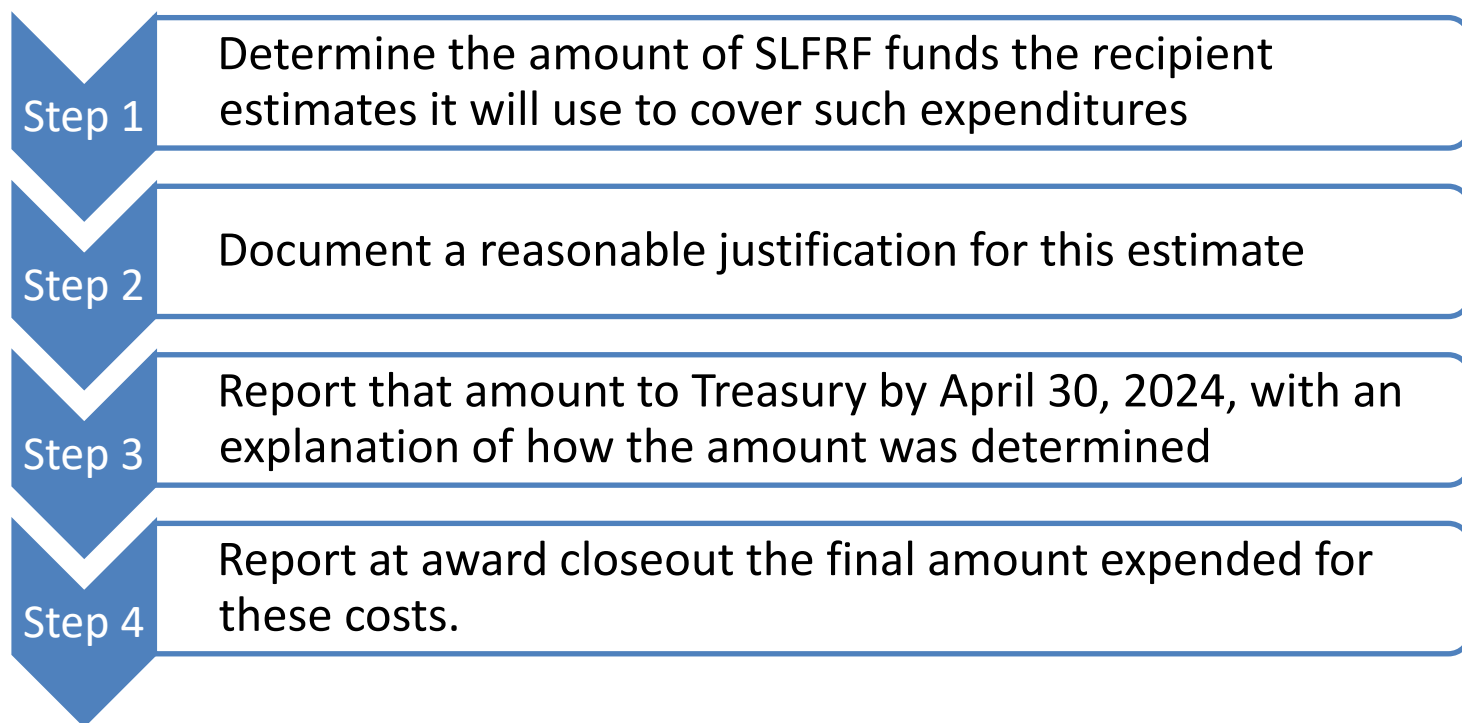 Step 1
Determine the amount of SLFRF funds the recipient
estimates it will use to cover such expenditures
Step 2
Document a reasonable justification for this estimate
Step 3
Report that amount to Treasury by April 30, 2024, with an
explanation of how the amount was determined
Step 4
Report at award closeout the final amount expended for
these costs.